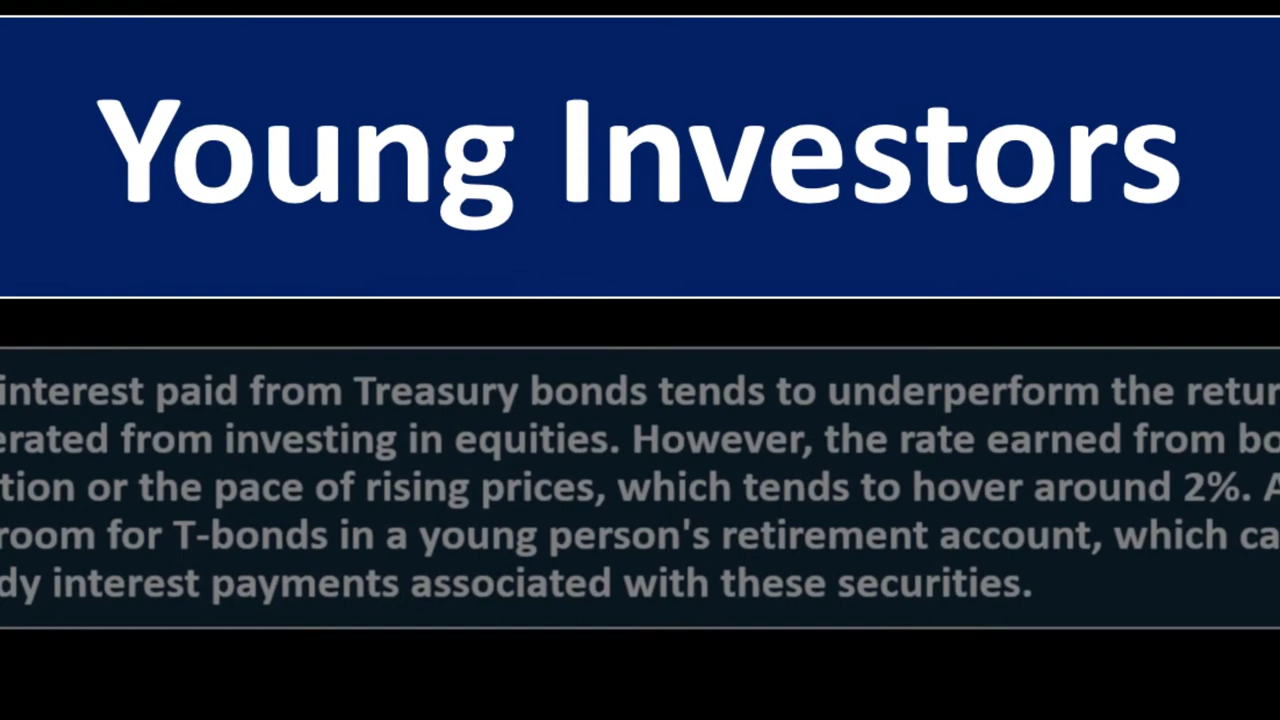 Young Investors
interest paid from Treasury bonds tends to underperform the retur
erated from investing in equities. However, the rate earned from bo
tion or the pace of rising prices, which tends to hover around 2%. A
room for T-bonds in a young person's retirement account, which ca
dy interest payments associated with these securities.